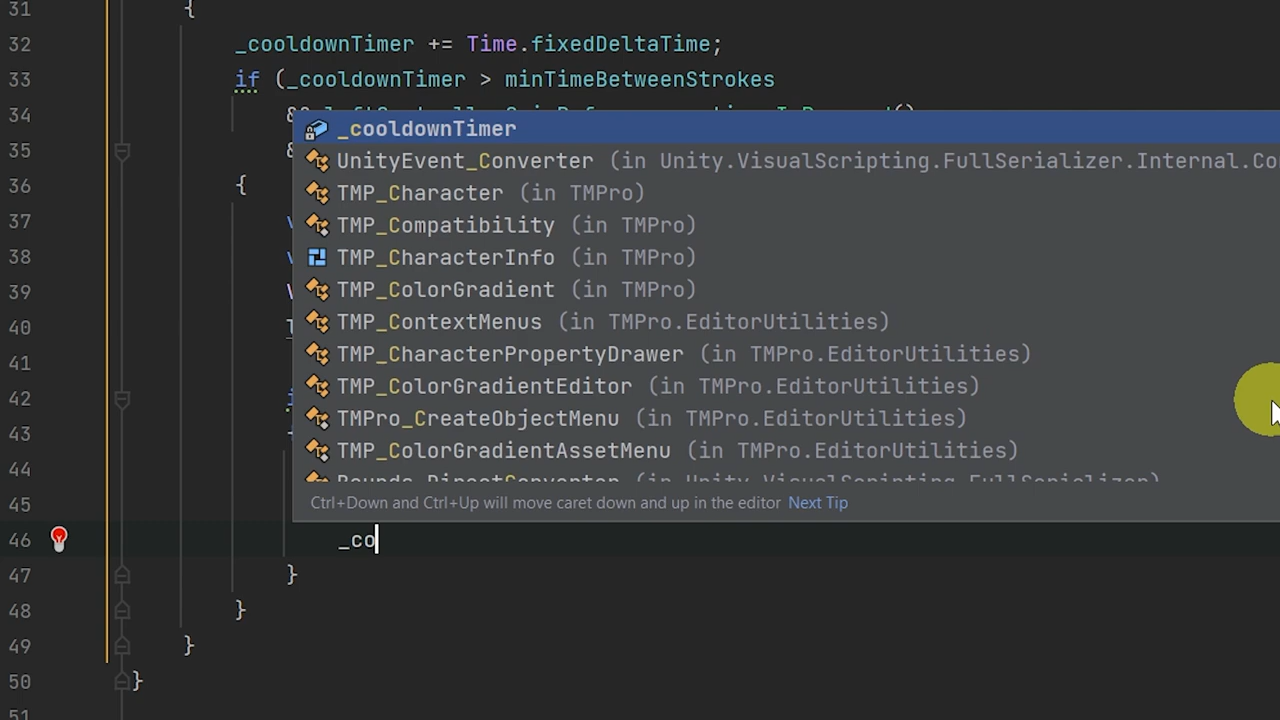 31 {
32 _cooldownTimer += Time.fixedDeltaTime;
33 if (_cooldownTimer > minTimeBetweenStrokes
34
_cooldownTimer
35
UnityEvent_Converter (in Unity.VisualScripting.FullSerializer.Internal.Co
36 {
TMP_Character (in TMPro)
37
TMP_Compatibility (in TMPro)
38
TMP_CharacterInfo (in TMPro)
39
TMP_ColorGradient (in TMPro)
40
TMP_ContextMenus (in TMPro.EditorUtilities)
41
TMP_CharacterPropertyDrawer (in TMPro.EditorUtilities)
42
TMP_ColorGradientEditor (in TMPro.EditorUtilities)
43
TMPro_CreateObjectMenu (in TMPro.EditorUtilities)
44
TMP_ColorGradientAssetMenu (in TMPro.EditorUtilities)
45
Ctrl+Down and Ctrl+Up will move caret down and up in the editor Next Tip
46 _co
47 }
48 }
49 }
50 }
51